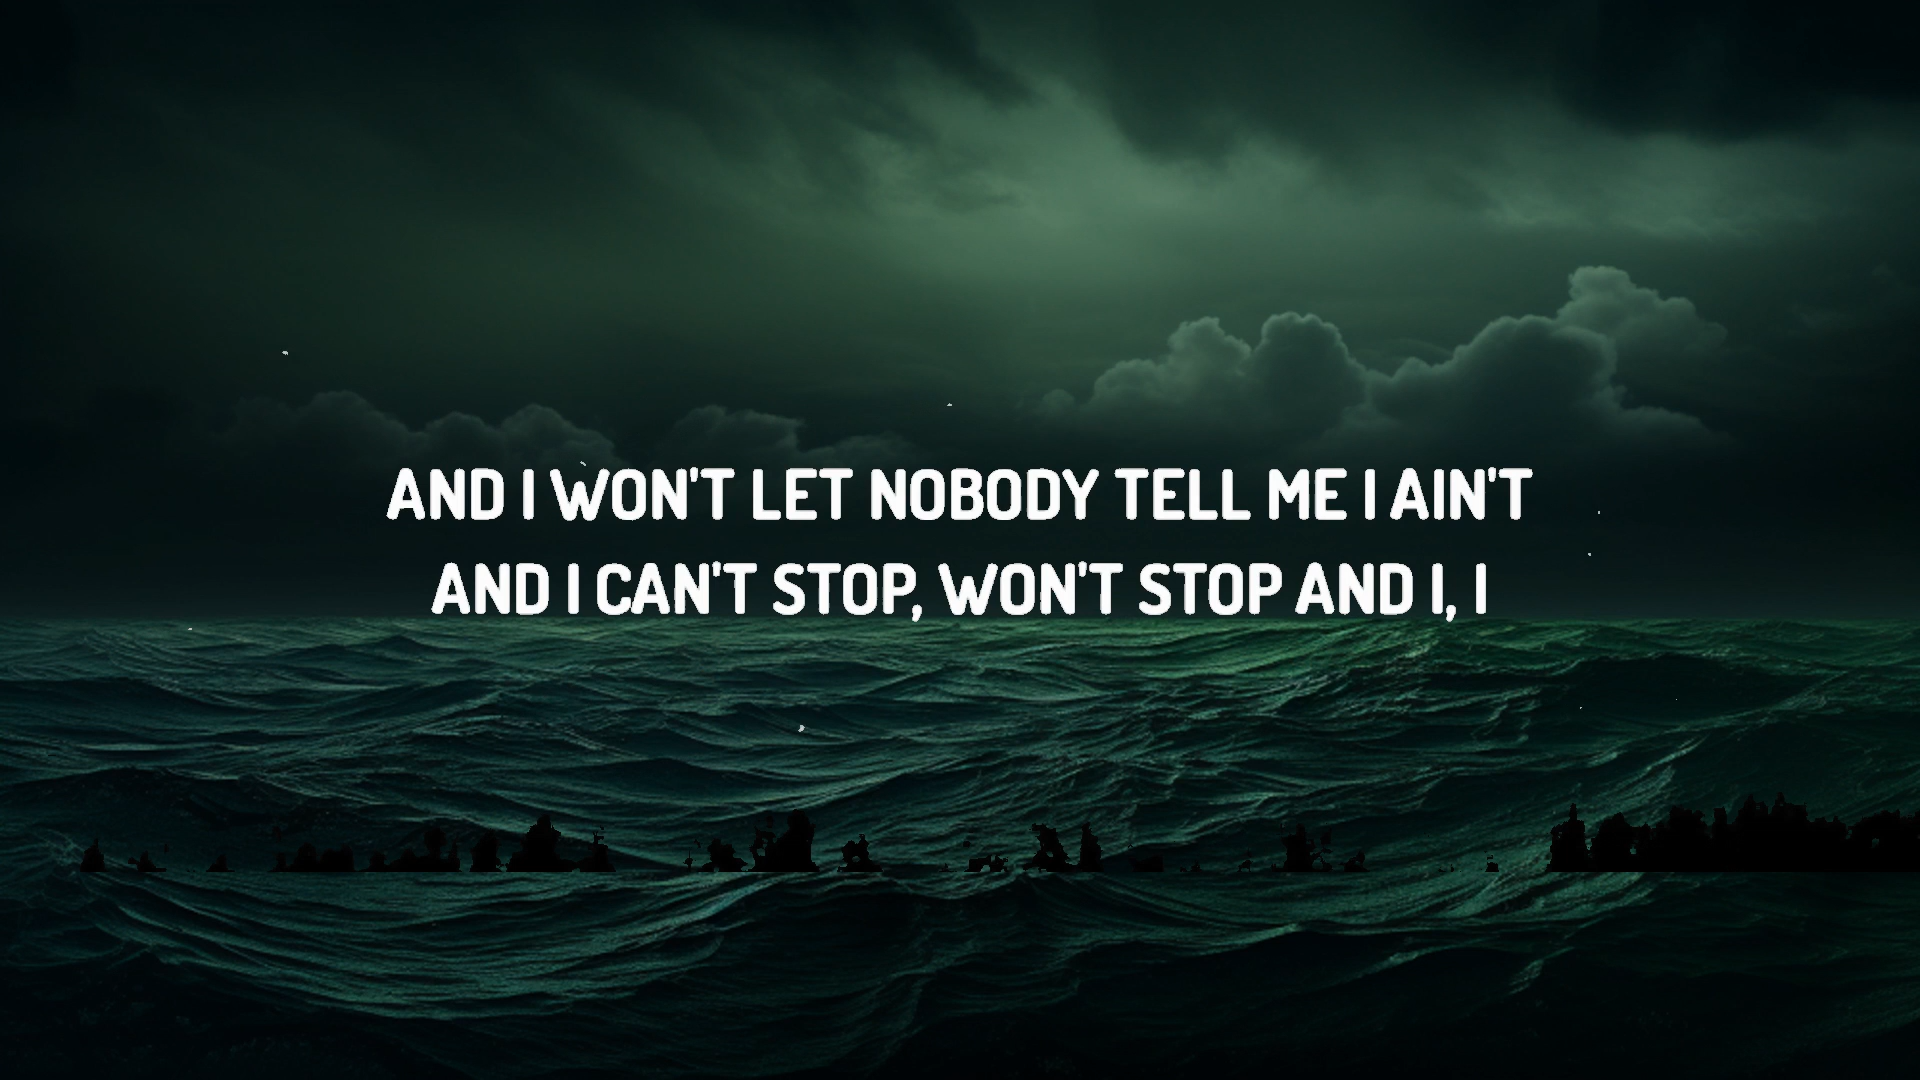 AND I WON'T LET NOBODY TELL ME I AIN'T
AND I CAN'T STOP, WON'T STOP AND I, I